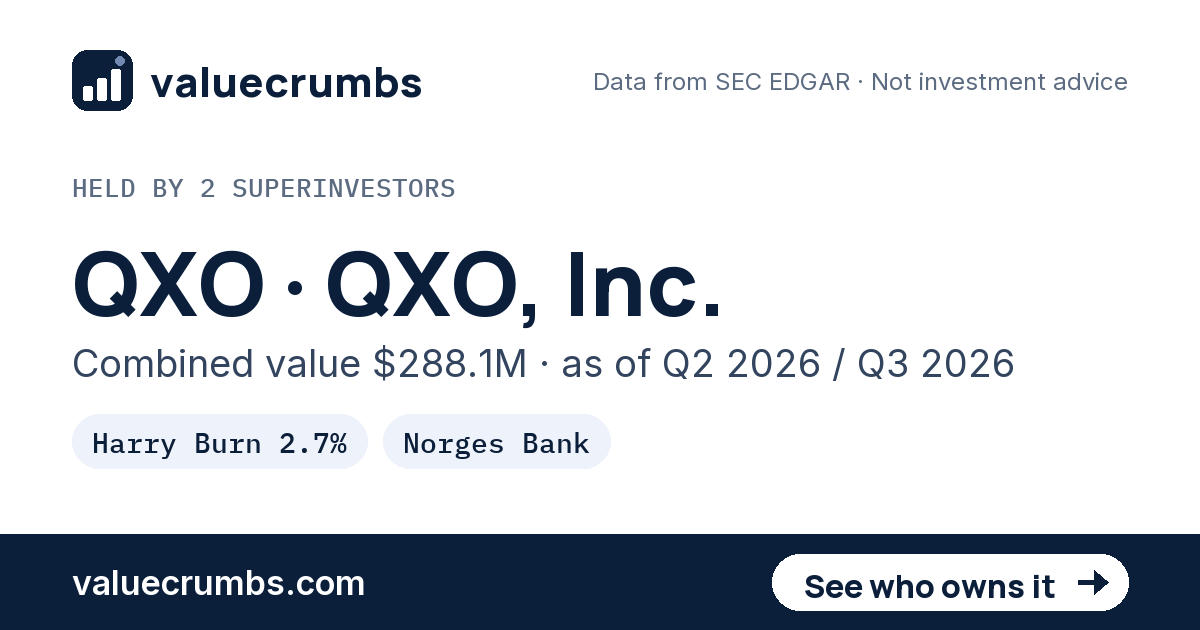 valuecrumbs
Data from SEC EDGAR · Not investment advice
HELD BY 2 SUPERINVESTORS
QXO · QXO, Inc.
Combined value $288.1M · as of Q2 2026 / Q3 2026
Harry Burn 2.7%
Norges Bank
valuecrumbs.com
See who owns it